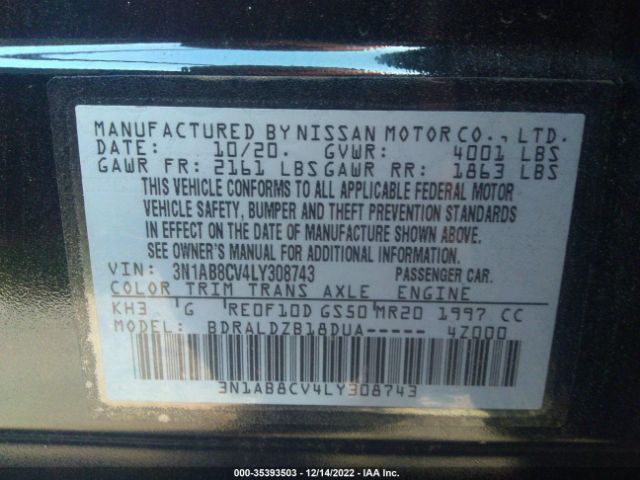 MANUFACTURED BY NISSAN MOTOR CO., LTD.
DATE: 10/20. GVWR: 4001 LBS
GAWR FR: 2161 LBS GAWR RR: 1863 LBS
THIS VEHICLE CONFORMS TO ALL APPLICABLE FEDERAL MOTOR
VEHICLE SAFETY, BUMPER AND THEFT PREVENTION STANDARDS
IN EFFECT ON THE DATE OF MANUFACTURE SHOWN ABOVE.
SEE OWNER'S MANUAL FOR ADDITIONAL INFORMATION.
VIN: 3N1AB8CV4LY308743 PASSENGER CAR.
COLOR TRIM TRANS AXLE ENGINE
KH3 G RE0F10D GS50 MR20 1997 CC
MODEL: BDRALDZB18DUA----- 4Z000
3N1AB8CV4LY308743
000-35393503 - 12/14/2022 - IAA Inc.